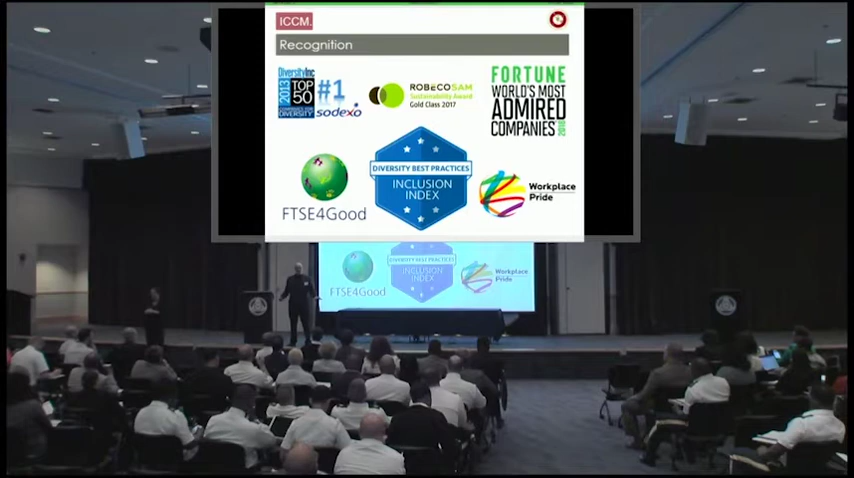 ICCM.
Recognition
DiversityInc
2013
TOP
50
DIVERSITY
#1
sodexo
ROBECOSAM
Sustainability Award
Gold Class 2017
FORTUNE
WORLD'S MOST
ADMIRED
COMPANIES
FTSE4Good
DIVERSITY BEST PRACTICES
INCLUSION
INDEX
Workplace
Pride
FTSE4Good
DIVERSITY BEST PRACTICES
INCLUSION
INDEX
Workplace
Pride